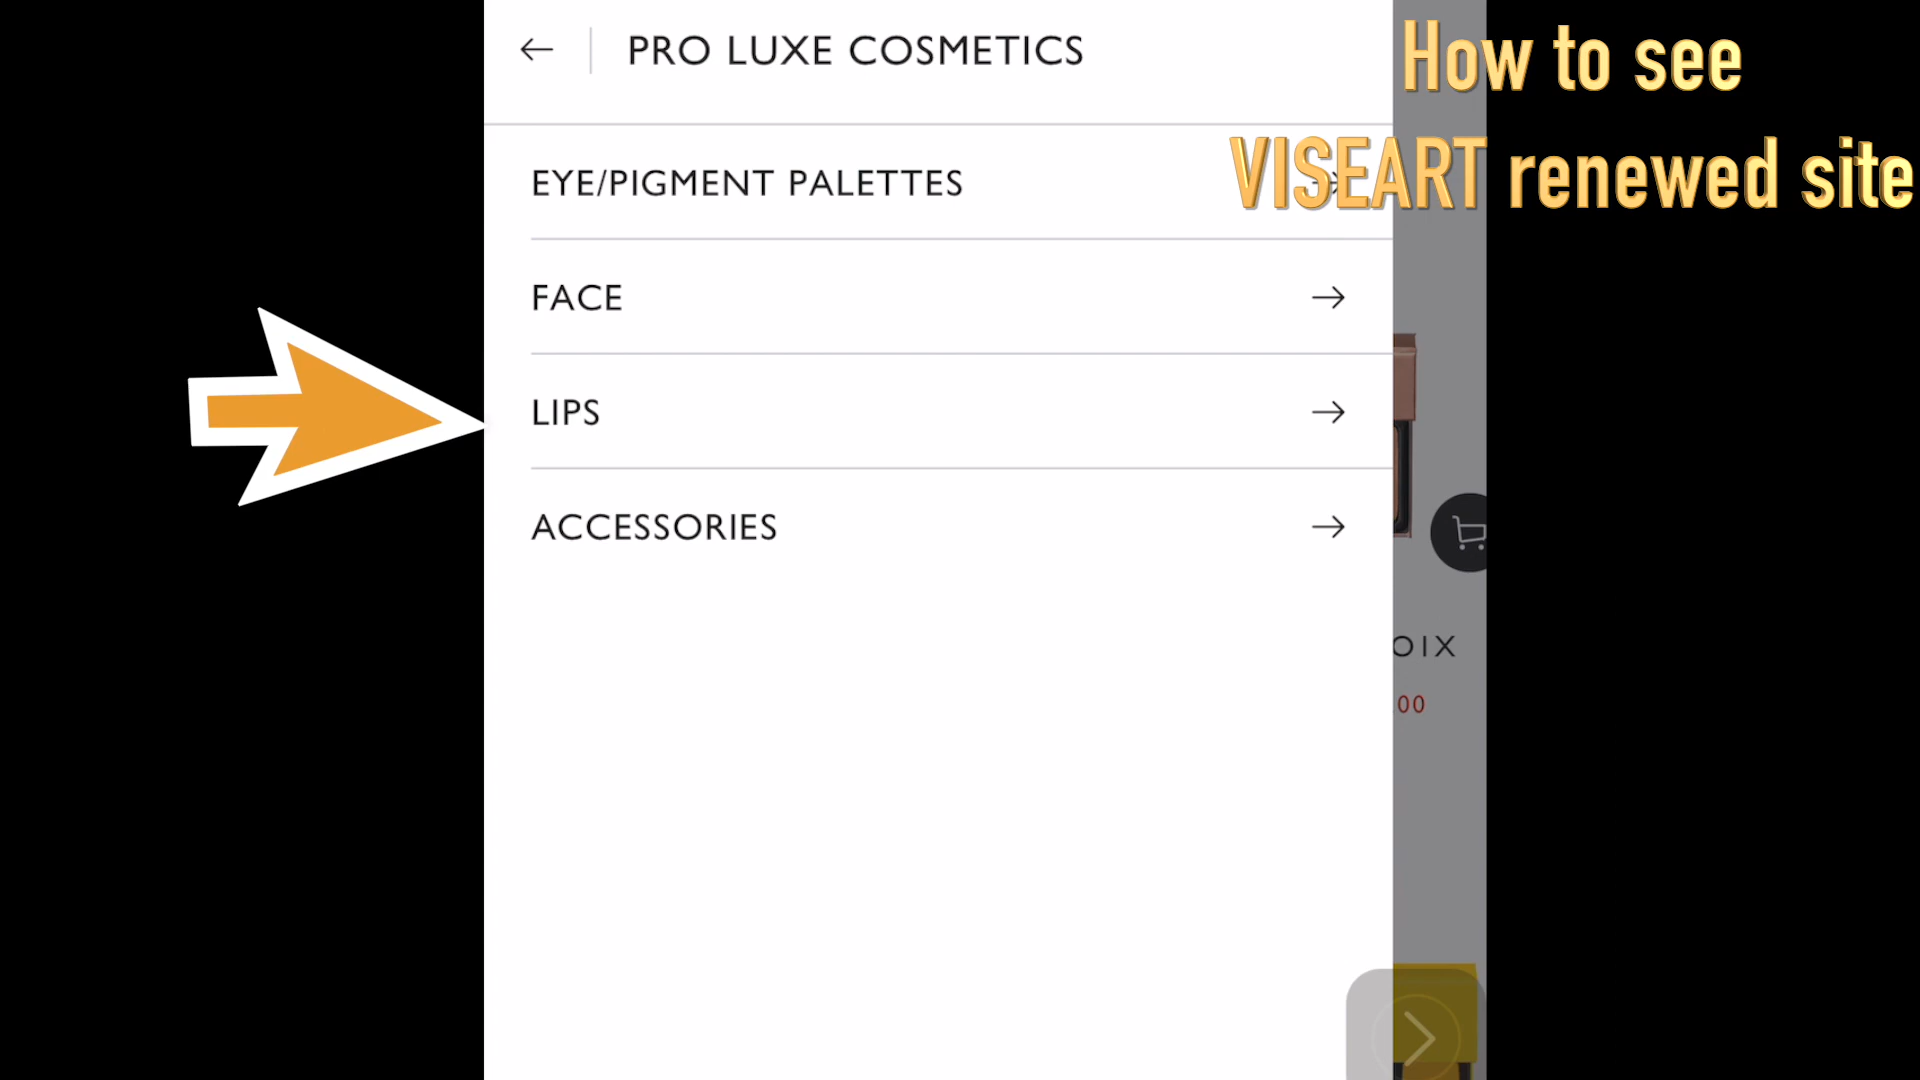 PRO LUXE COSMETICS
How to see
VISEART renewed site
EYE/PIGMENT PALETTES
FACE
LIPS
ACCESSORIES
OIX
.00